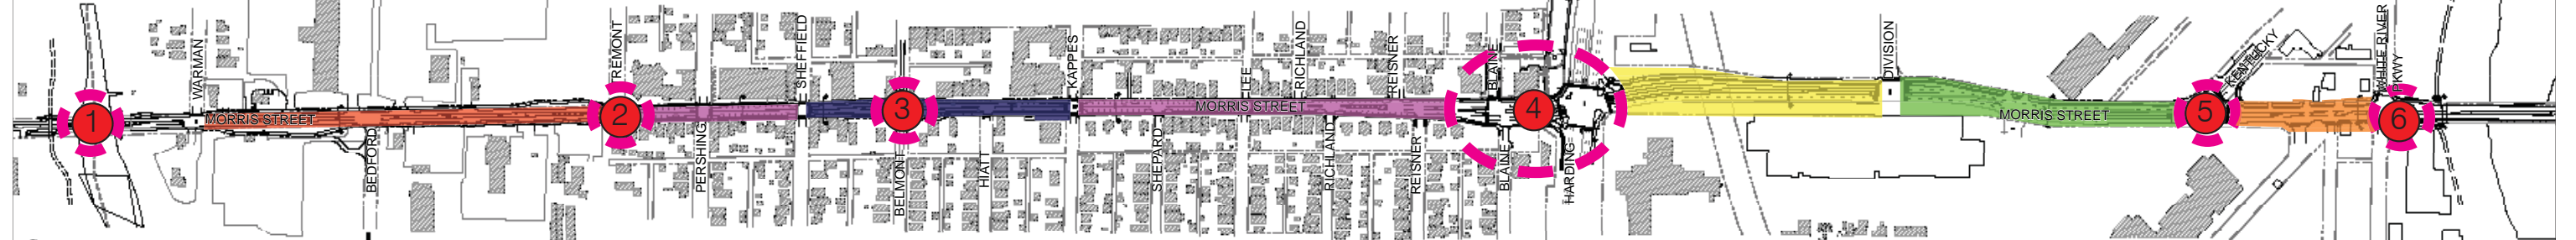 1
WARMAN
MORRIS STREET
BEDFORD
TREMONT
2
PERSHING
SHEFFIELD
BELMONT
3
HIATT
KAPPES
SHEPARD
LEE
MORRIS STREET
RICHLAND
RICHLAND
REISNER
REISNER
BLAINE
BLAINE
4
HARDING
DIVISION
MORRIS STREET
5
KENTUCKY
WHITE RIVER
PKWY
6